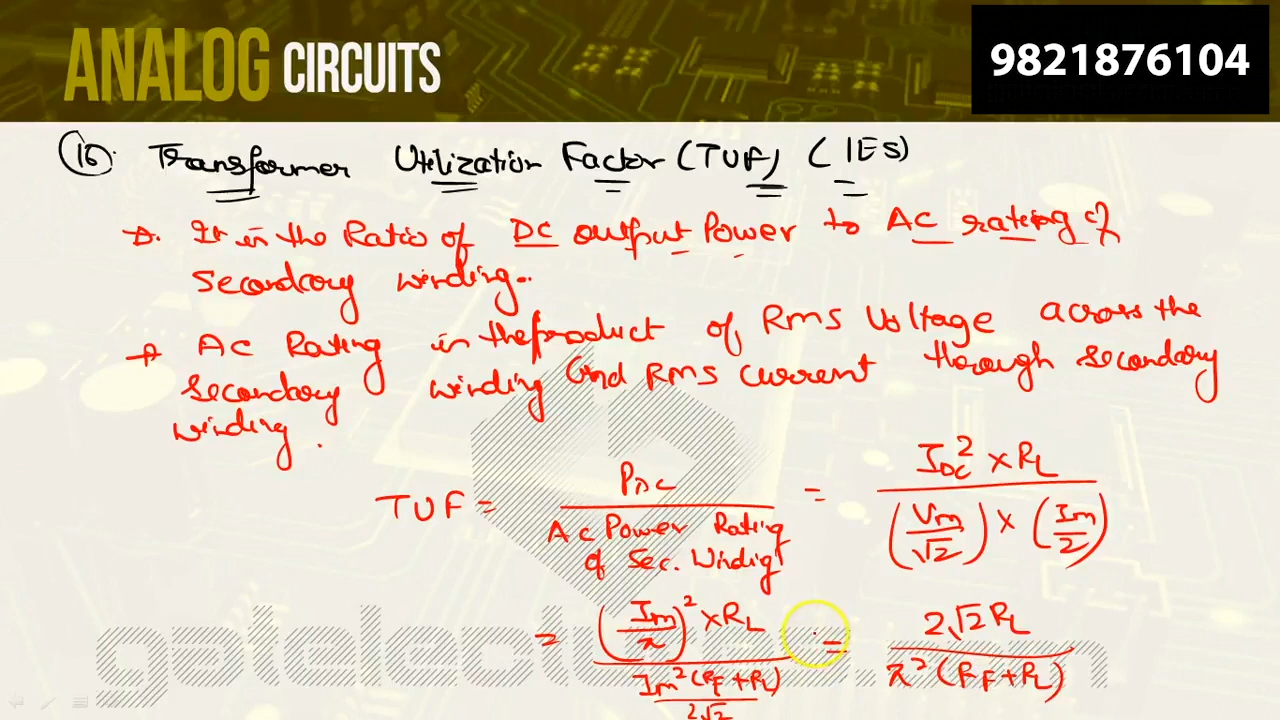 ANALOG CIRCUITS
9821876104
(16). Transformer Utilization Factor (TUF) (IES)
→. It is the Ratio of DC output Power to AC rating of
secondary winding..
→ AC Rating is the product of RMS Voltage across the
secondary winding and RMS current through secondary
winding.
TUF = PDC / AC Power Rating of Sec. Windig = IDC² × RL / (Vm/√2) × (Im/2)
= (Im/π)² × RL / Im²(RF+RL)/2√2 = 2√2 RL / π²(RF+RL)
gatelectures.com